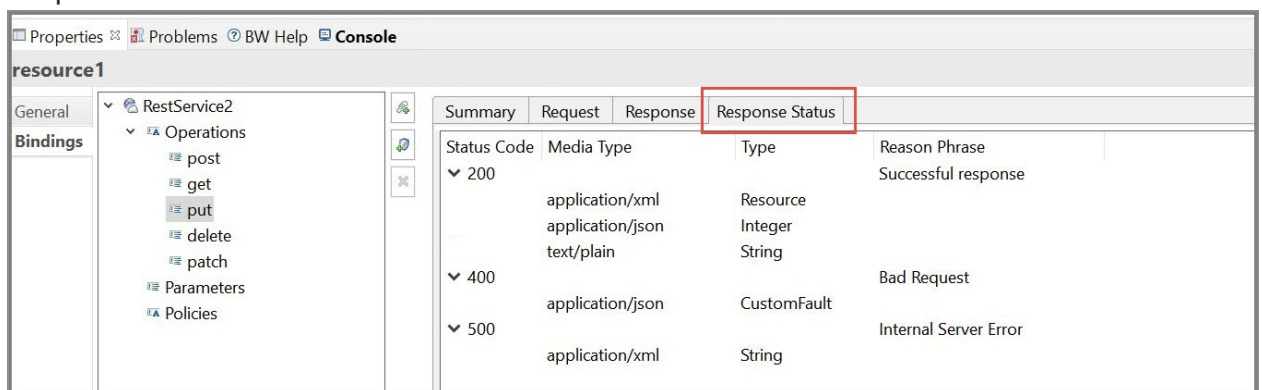 Properties Problems BW Help Console
resource1
General
Bindings
RestService2
Operations
post
get
put
delete
patch
Parameters
Policies
Summary Request Response Response Status
Status Code Media Type Type Reason Phrase
200 Successful response
application/xml Resource
application/json Integer
text/plain String
400 Bad Request
application/json CustomFault
500 Internal Server Error
application/xml String